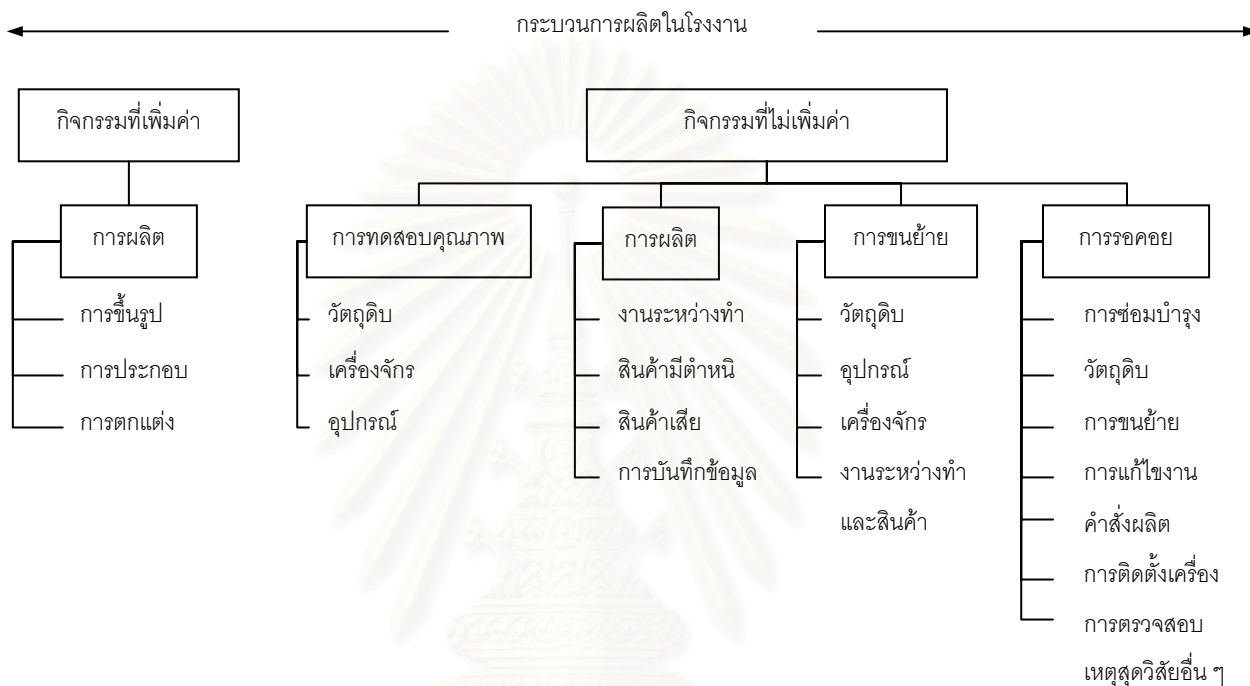 กระบวนการผลิตในโรงงาน
กิจกรรมที่เพิ่มค่า
กิจกรรมที่ไม่เพิ่มค่า
การผลิต
การขึ้นรูป
การประกอบ
การตกแต่ง
การทดสอบคุณภาพ
วัตถุดิบ
เครื่องจักร
อุปกรณ์
การผลิต
งานระหว่างทำ
สินค้ามีตำหนิ
สินค้าเสีย
การบันทึกข้อมูล
การขนย้าย
วัตถุดิบ
อุปกรณ์
เครื่องจักร
งานระหว่างทำ
และสินค้า
การรอคอย
การซ่อมบำรุง
วัตถุดิบ
การขนย้าย
การแก้ไขงาน
คำสั่งผลิต
การติดตั้งเครื่อง
การตรวจสอบ
เหตุสุดวิสัยอื่น ๆ